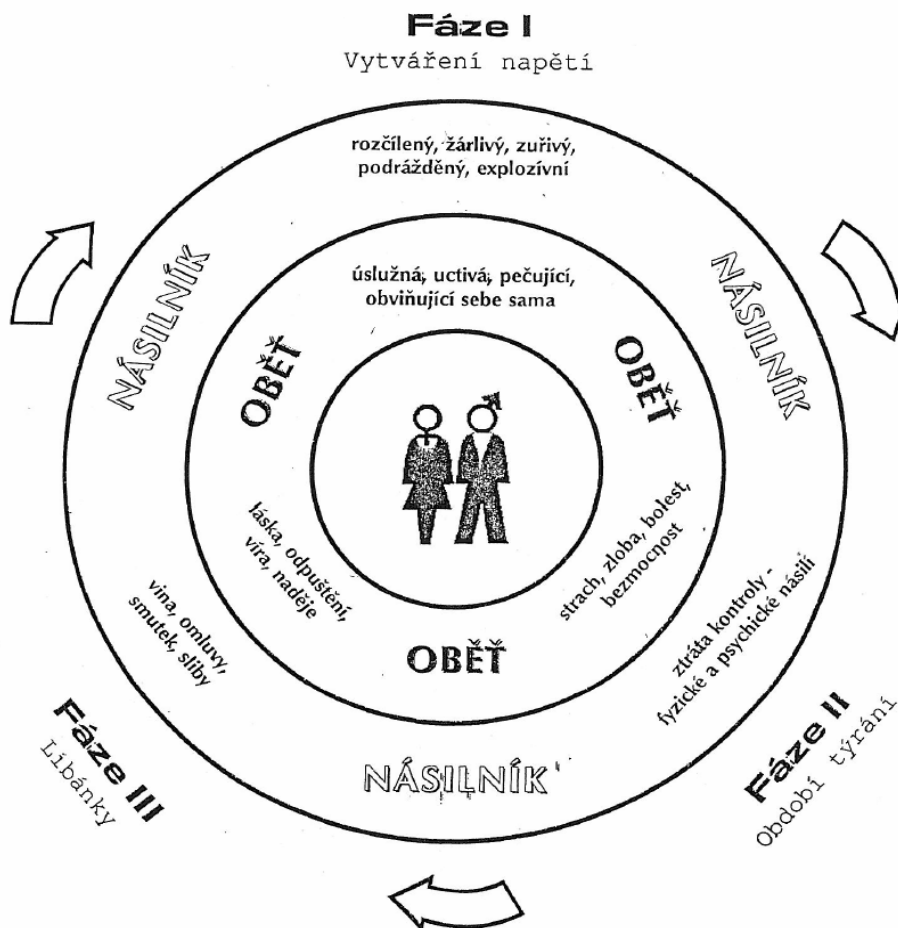 Fáze I
Vytváření napětí
rozčílený, žárlivý, zuřivý,
podrážděný, explozívní
NÁSILNÍK
NÁSILNÍK
úslužná, uctivá, pečující,
obviňující sebe sama
OBĚŤ
OBĚŤ
láska, odpuštění,
víra, naděje
strach, zloba, bolest,
bezmocnost
vina, omluvy,
smutek, sliby
ztráta kontroly -
fyzické a psychické násilí
OBĚŤ
NÁSILNÍK
Fáze III
Líbánky
Fáze II
Období týrání